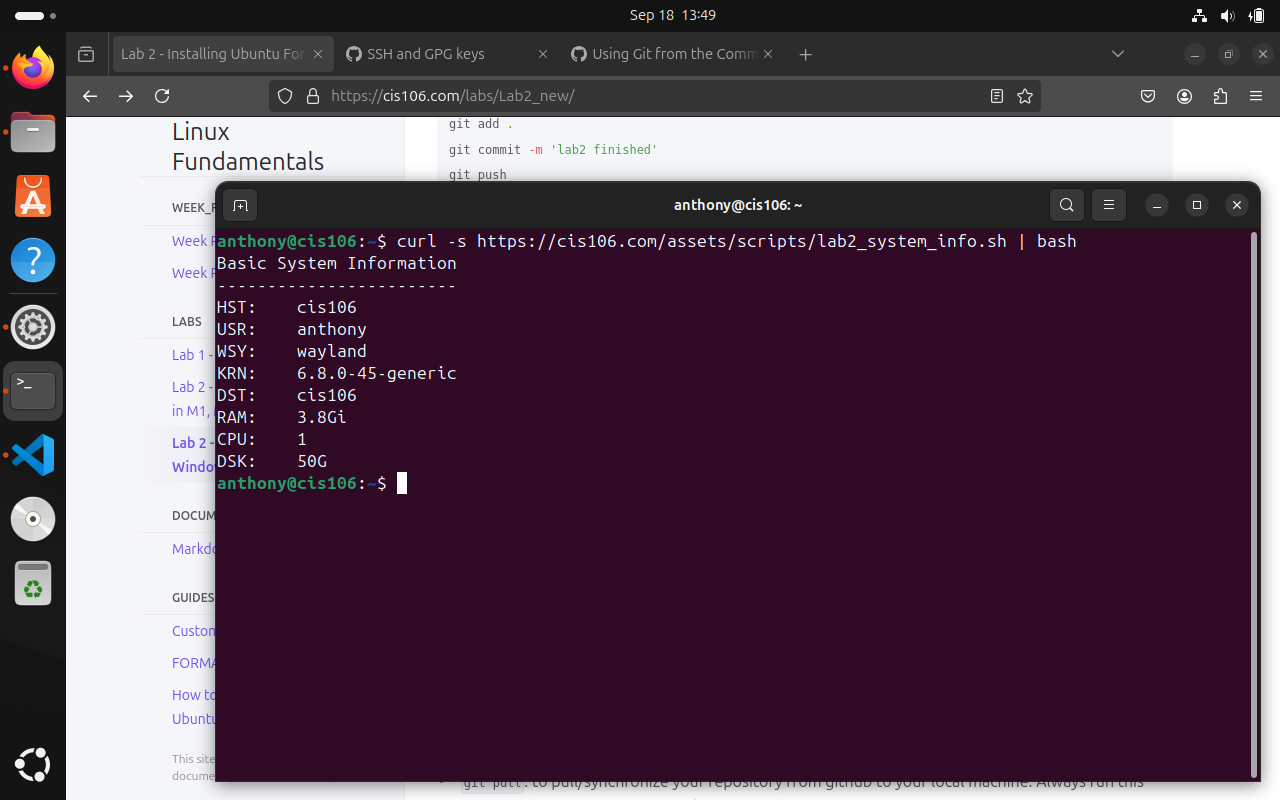 Sep 18 13:49
Lab 2 - Installing Ubuntu For
SSH and GPG keys
Using Git from the Comm
https://cis106.com/labs/Lab2_new/
Linux
Fundamentals
WEEK_
Week
Week
LABS
Lab 1 -
Lab 2 -
in M1,
Lab 2 -
Windo
DOCUM
Markdo
GUIDES
Custom
FORMA
How to
Ubuntu
This site
docume
git add .
git commit -m 'lab2 finished'
git push
anthony@cis106: ~
anthony@cis106:~$ curl -s https://cis106.com/assets/scripts/lab2_system_info.sh | bash
Basic System Information
------------------------
HST: cis106
USR: anthony
WSY: wayland
KRN: 6.8.0-45-generic
DST: cis106
RAM: 3.8Gi
CPU: 1
DSK: 50G
anthony@cis106:~$
git pull: to pull/synchronize your repository from github to your local machine. Always run this